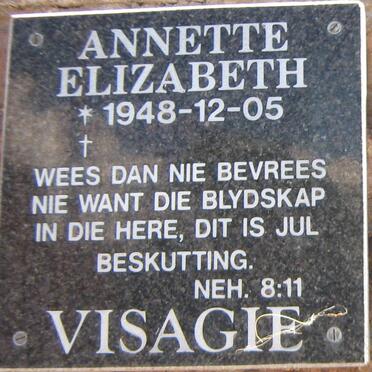 ANNETTE
ELIZABETH
* 1948-12-05
†
WEES DAN NIE BEVREES
NIE WANT DIE BLYDSKAP
IN DIE HERE, DIT IS JUL
BESKUTTING.
NEH. 8:11
VISAGIE